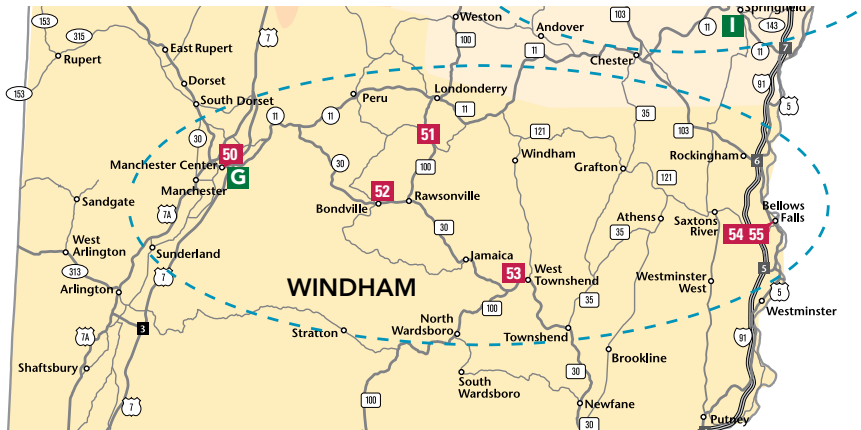 153
315
Rupert
East Rupert
7
Weston
100
Andover
103
11
Springfield
143
I
11
7
Chester
11
153
Dorset
South Dorset
Peru
Londonderry
11
91
5
30
11
11
51
35
103
121
50
Manchester Center
G
Manchester
30
100
Windham
Grafton
Rockingham
6
121
52
Bondville
Rawsonville
Sandgate
7A
30
Athens
35
Saxtons
River
Bellows
Falls
54 55
West
Arlington
Sunderland
Jamaica
53
West
Townshend
5
313
7
Arlington
WINDHAM
100
35
Westminster
West
5
Westminster
3
7A
Stratton
North
Wardsboro
Townshend
91
Shaftsbury
Brookline
30
South
Wardsboro
7
100
Newfane
30
Putney